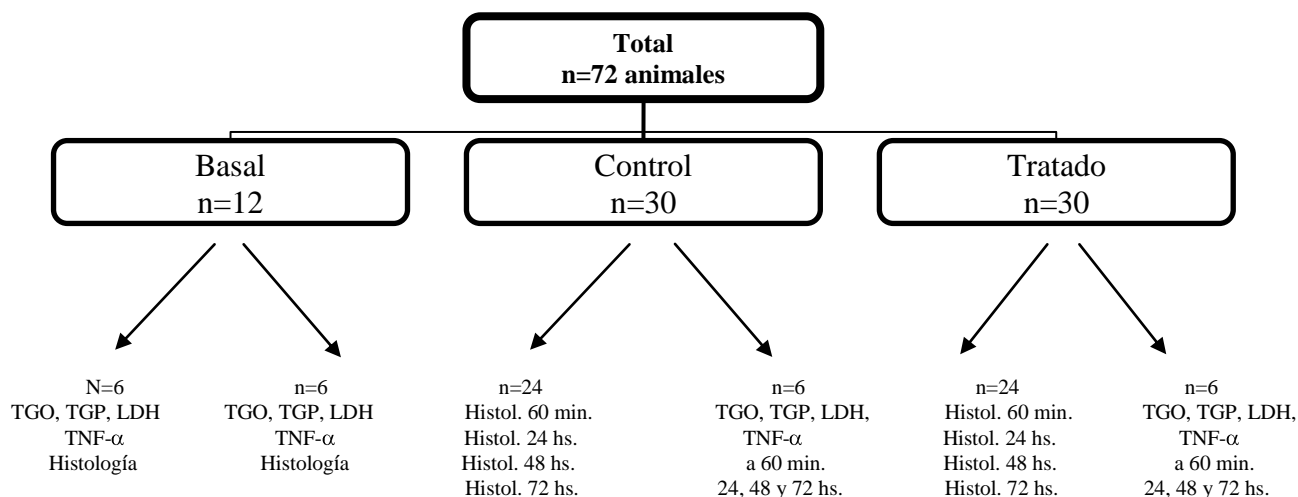 Total
n=72 animales
Basal
n=12
Control
n=30
Tratado
n=30
N=6
TGO, TGP, LDH
TNF-α
Histología
n=6
TGO, TGP, LDH
TNF-α
Histología
n=24
Histol. 60 min.
Histol. 24 hs.
Histol. 48 hs.
Histol. 72 hs.
n=6
TGO, TGP, LDH,
TNF-α
a 60 min.
24, 48 y 72 hs.
n=24
Histol. 60 min.
Histol. 24 hs.
Histol. 48 hs.
Histol. 72 hs.
n=6
TGO, TGP, LDH,
TNF-α
a 60 min.
24, 48 y 72 hs.